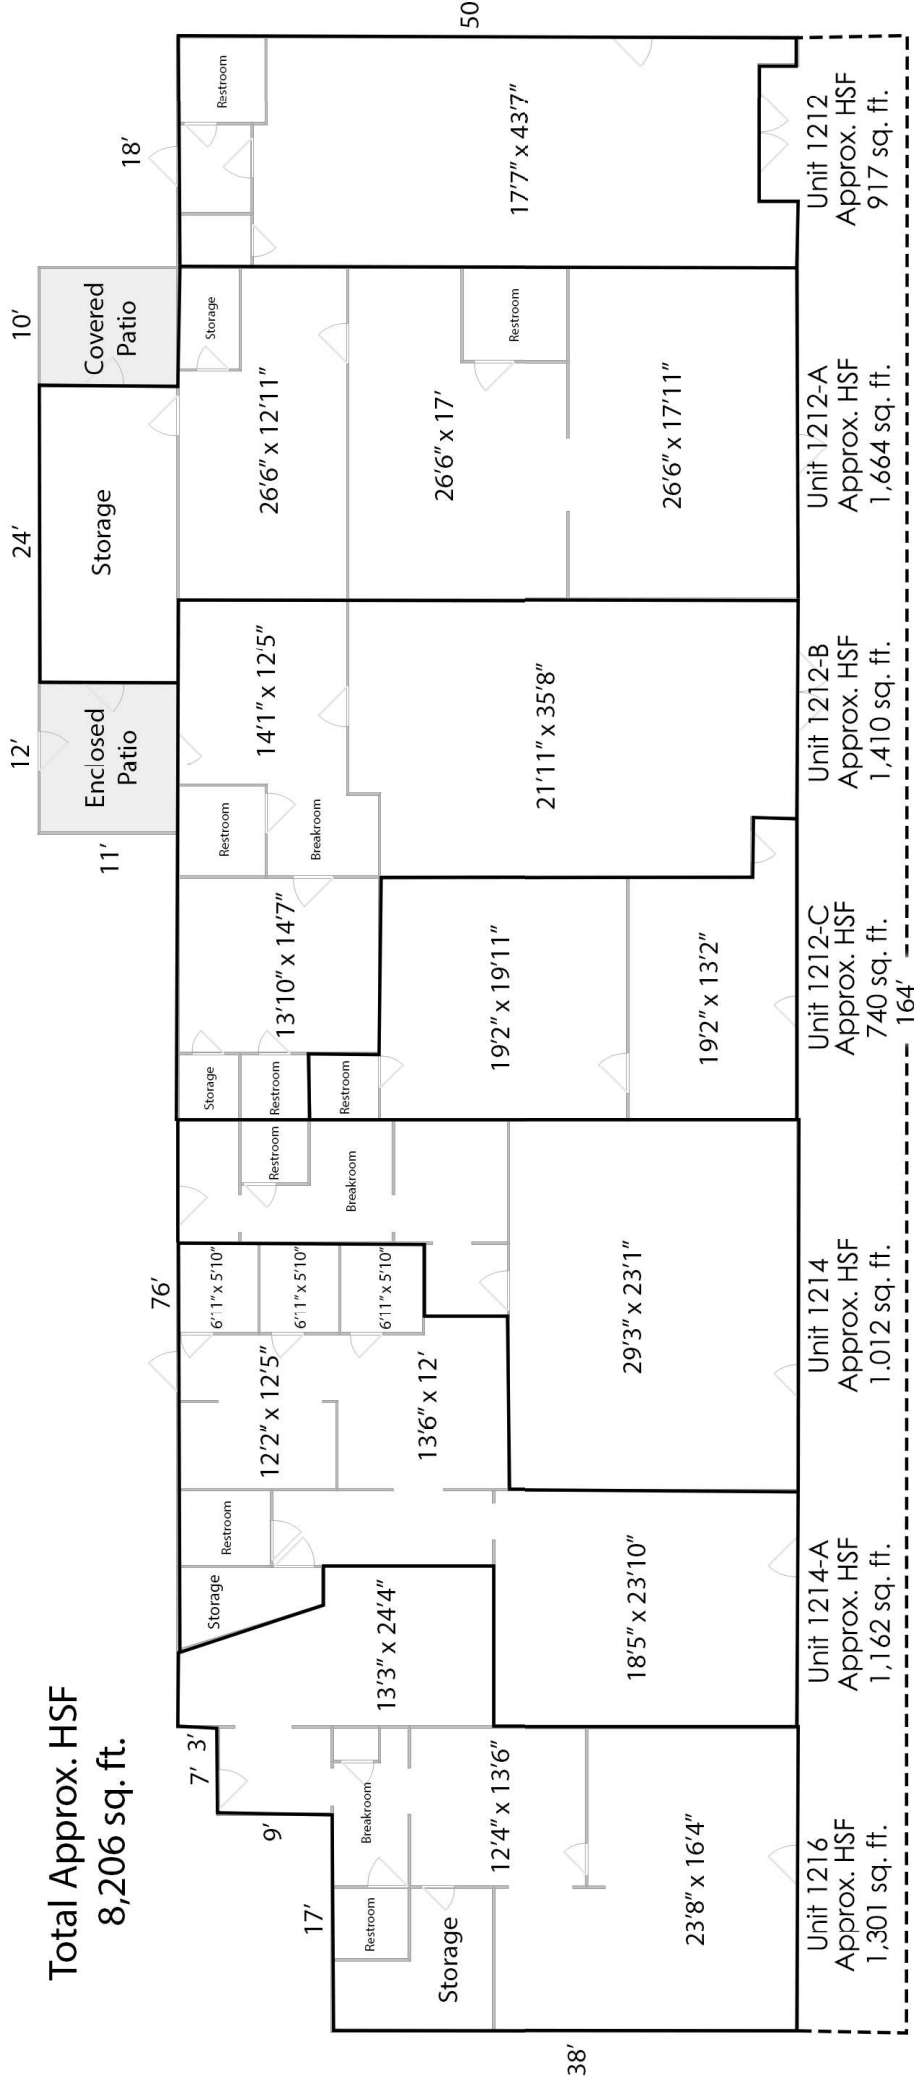 Total Approx. HSF
8,206 sq. ft.
12'
24'
10'
Enclosed
Patio
Storage
Covered
Patio
11'
18'
50
76'
7'
3'
9'
17'
38'
Restroom
Storage
Breakroom
12'4" x 13'6"
23'8" x 16'4"
13'3" x 24'4"
Storage
Restroom
12'2" x 12'5"
6'11" x 5'10"
6'11" x 5'10"
6'11" x 5'10"
13'6" x 12'
18'5" x 23'10"
Restroom
Breakroom
29'3" x 23'1"
Storage
Restroom
Restroom
13'10" x 14'7"
19'2" x 19'11"
19'2" x 13'2"
Restroom
Breakroom
14'1" x 12'5"
21'11" x 35'8"
Storage
26'6" x 12'11"
26'6" x 17'
Restroom
26'6" x 17'11"
Restroom
17'7" x 43'7"
Unit 1216
Approx. HSF
1,301 sq. ft.
Unit 1214-A
Approx. HSF
1,162 sq. ft.
Unit 1214
Approx. HSF
1.012 sq. ft.
Unit 1212-C
Approx. HSF
740 sq. ft.
Unit 1212-B
Approx. HSF
1,410 sq. ft.
Unit 1212-A
Approx. HSF
1,664 sq. ft.
Unit 1212
Approx. HSF
917 sq. ft.
164'